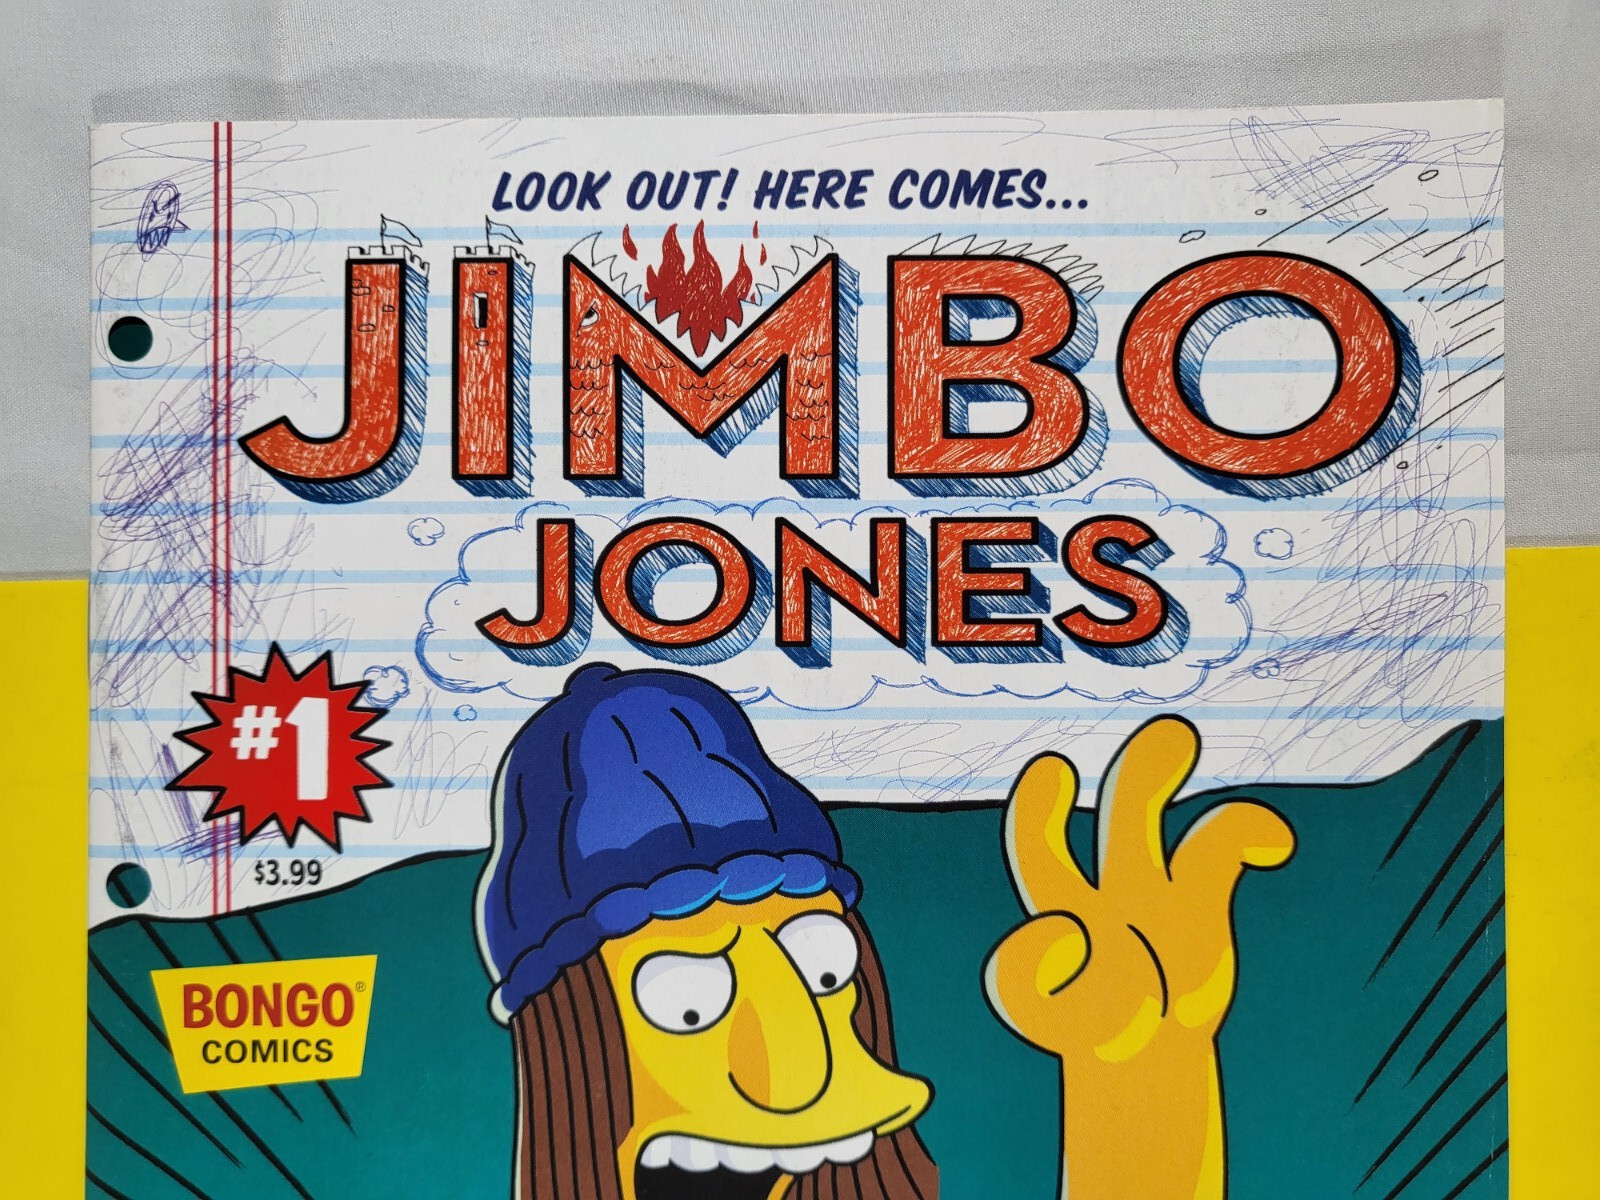 LOOK OUT! HERE COMES...
JIMBO
JONES
#1
$3.99
BONGO®
COMICS